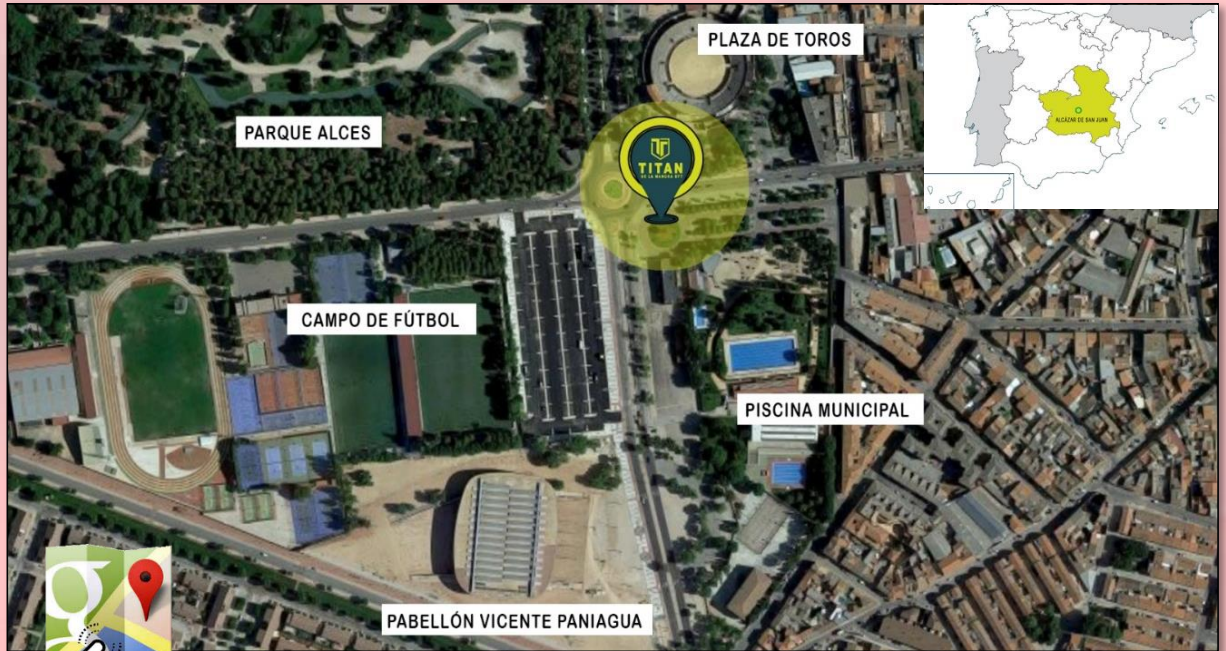 PLAZA DE TOROS
ALCÁZAR DE SAN JUAN
PARQUE ALCES
TITAN
DE LA MANCHA BTT
CAMPO DE FÚTBOL
PISCINA MUNICIPAL
PABELLÓN VICENTE PANIAGUA